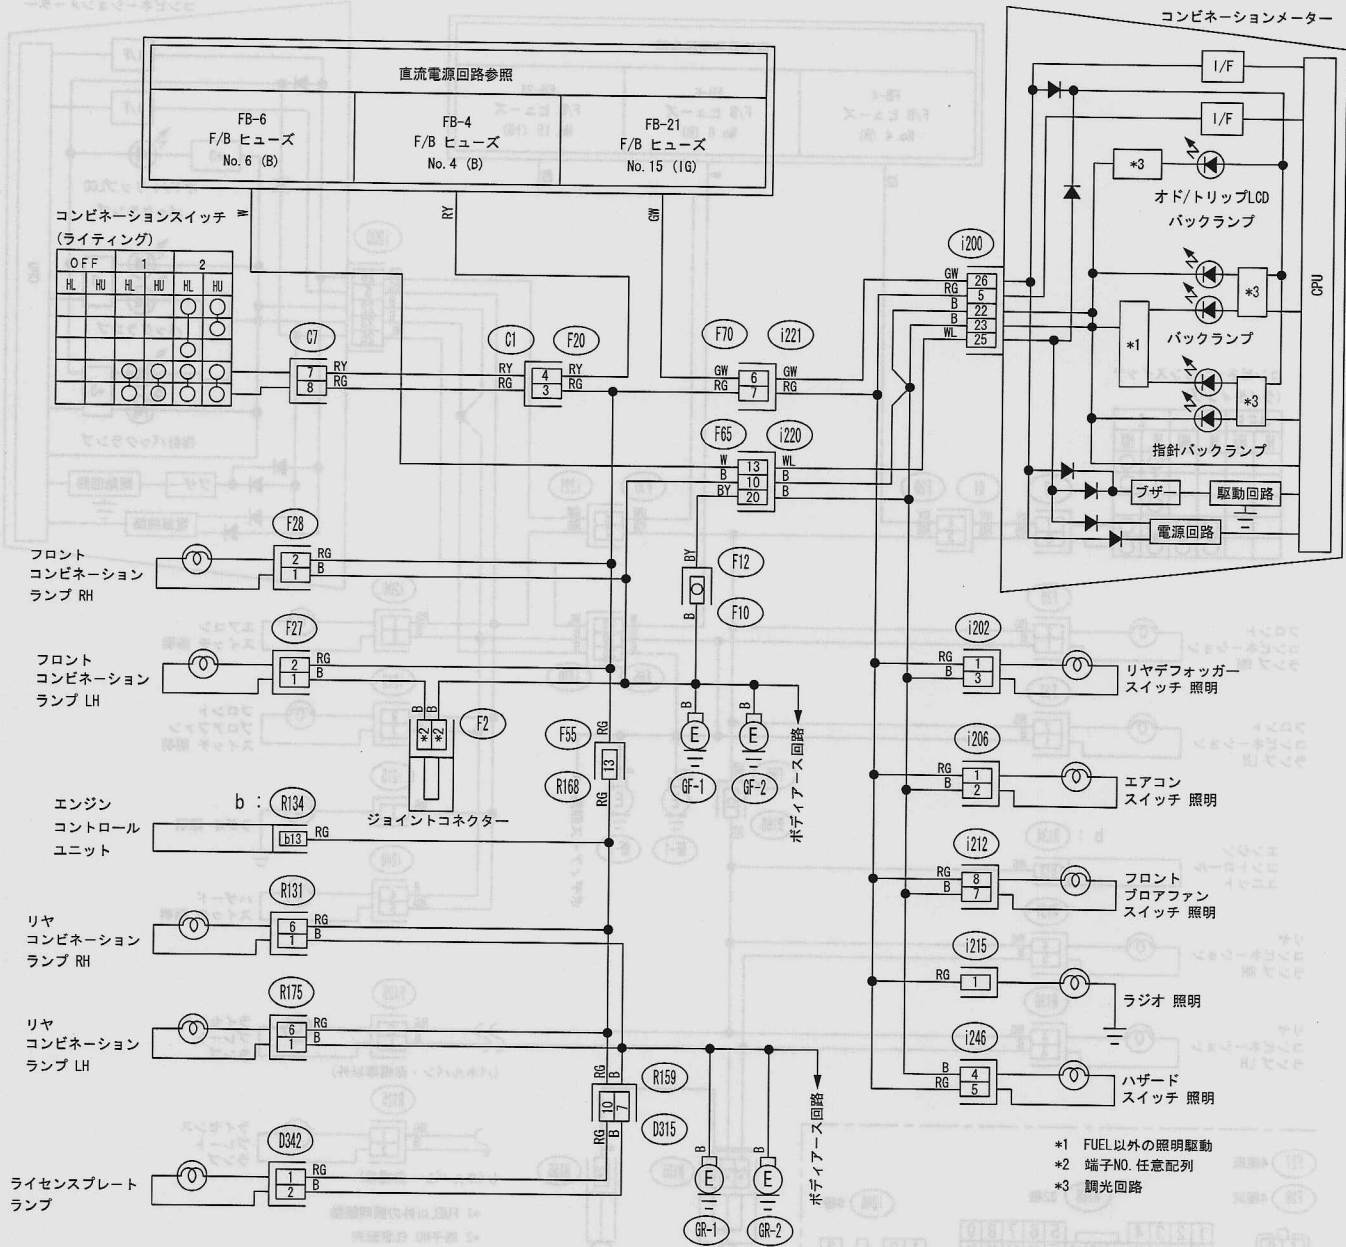 コンビネーションメーター
直流電源回路参照
FB-6
F/B ヒューズ
No.6 (B)
FB-4
F/B ヒューズ
No.4 (B)
FB-21
F/B ヒューズ
No.15 (IG)
W
RY
GW
コンビネーションスイッチ
(ライティング)
OFF 1 2
HL HU HL HU HL HU
C7
7 RY
8 RG
C1 F20
RY 4 RY
RG 3 RG
F70 i221
GW 6 GW
RG 7 RG
F65 i220
W 13 WL
B 10 B
BY 20 B
i200
GW 26
RG 5
B 22
B 23
WL 25
I/F
I/F
CPU
*3
オド/トリップLCD
バックランプ
*3
バックランプ
*1
*3
指針バックランプ
ブザー
駆動回路
電源回路
F28
フロント
コンビネーション
ランプ RH
2 RG
1 B
BY
F12
F10
B
F27
フロント
コンビネーション
ランプ LH
2 RG
1 B
B B
*2 *2
F2
ジョイントコネクター
RG
F55
13
R168
RG
B
E
GF-1
B
E
GF-2
ボディアース回路
エンジン
コントロール
ユニット
b : R134
b13 RG
R131
リヤ
コンビネーション
ランプ RH
6 RG
1 B
R175
リヤ
コンビネーション
ランプ LH
6 RG
1 B
RG B
R159
10 7
D315
RG B
D342
ライセンスプレート
ランプ
1 RG
2 B
B
E
GR-1
B
E
GR-2
ボディアース回路
i202
RG 1
B 3
リヤデフォッガー
スイッチ 照明
i206
RG 1
B 2
エアコン
スイッチ 照明
i212
RG 8
B 7
フロント
ブロアファン
スイッチ 照明
i215
RG 1
ラジオ 照明
i246
B 4
RG 5
ハザード
スイッチ 照明
*1 FUEL以外の照明駆動
*2 端子NO.任意配列
*3 調光回路